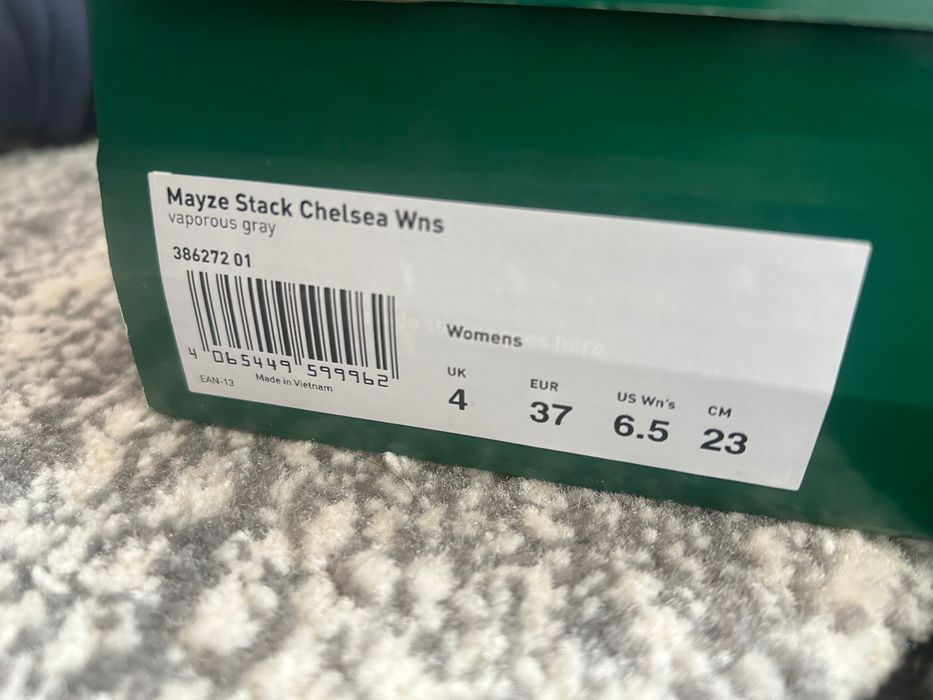 Mayze Stack Chelsea Wns
vaporous gray
386272 01
4 065449 599962
EAN-13 Made in Vietnam
Womens
UK EUR US Wn's CM
4 37 6.5 23